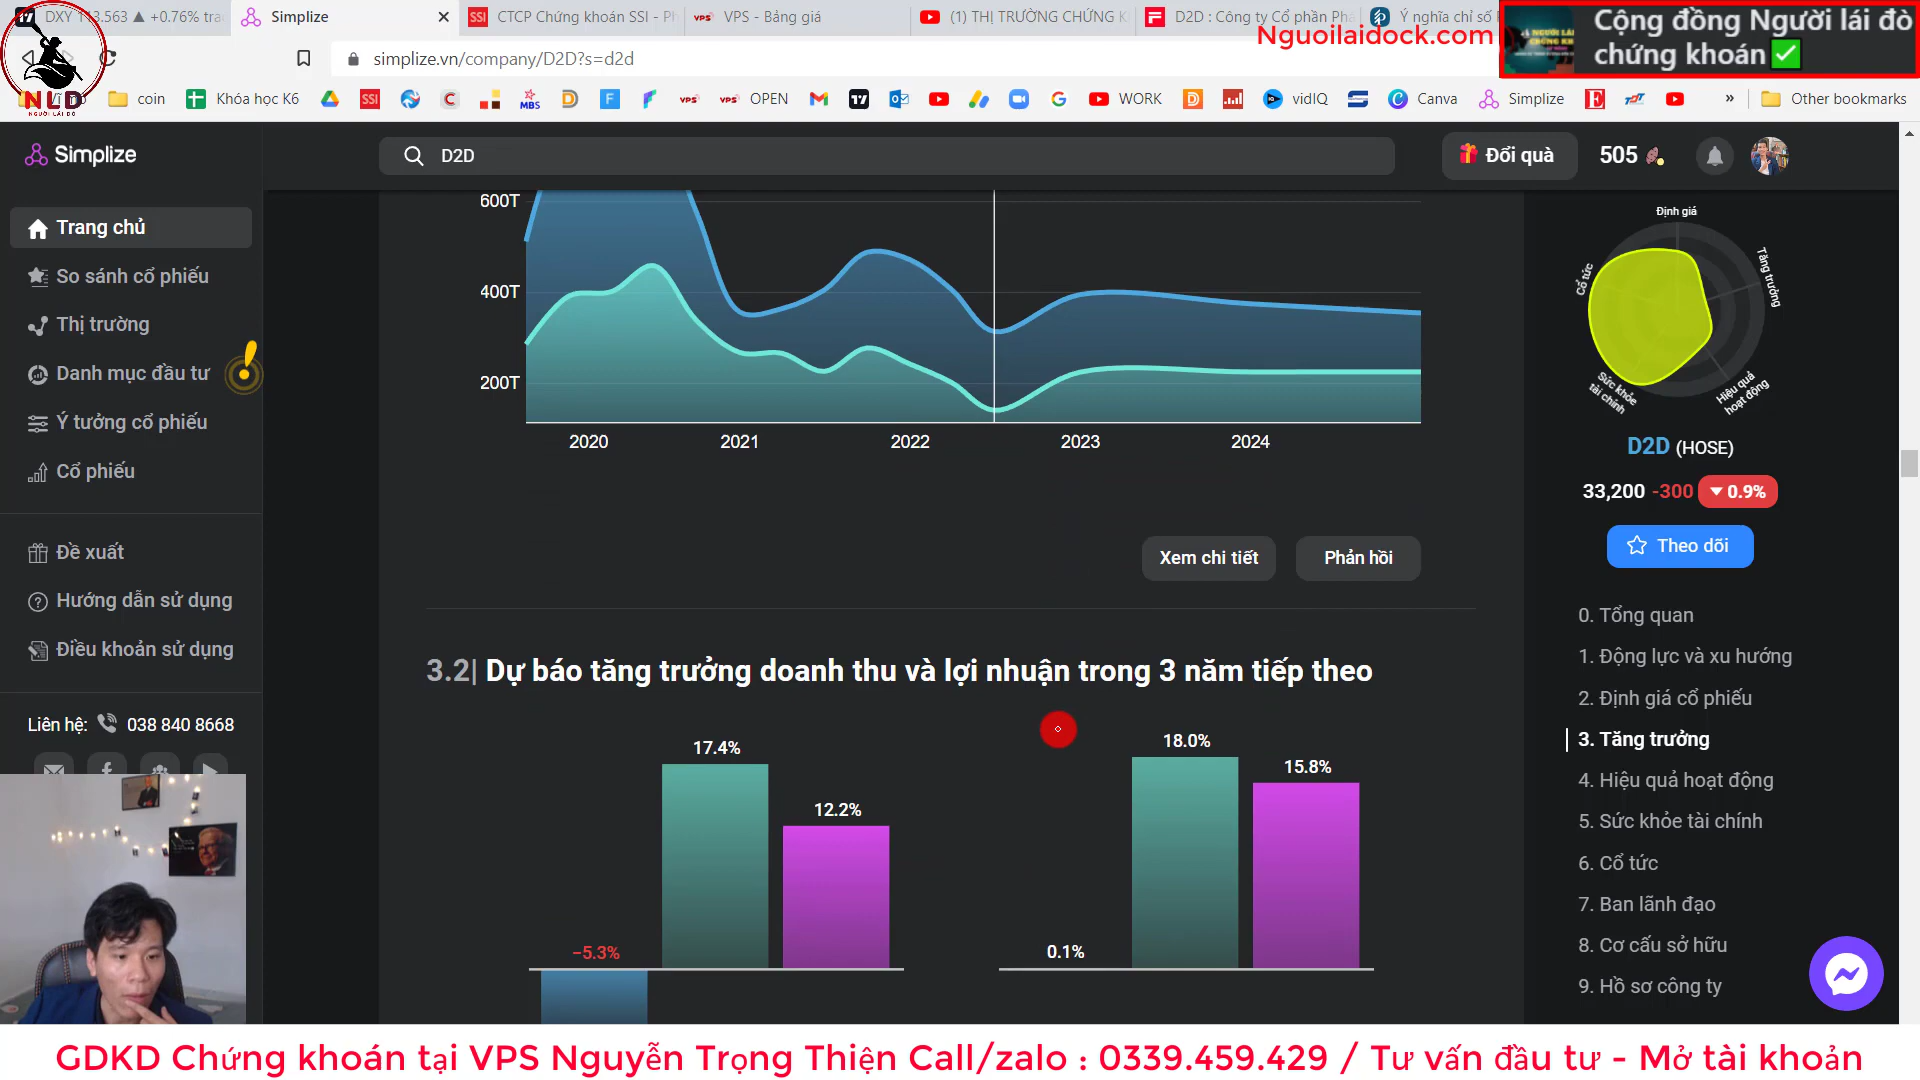 DXY 113.563 ▲ +0.76%
Simplize
CTCP Chứng khoán SSI
VPS - Bảng giá
(1) THỊ TRƯỜNG CHỨNG
D2D : Công ty Cổ phần
Ý nghĩa chỉ số
Nguoilaidock.com
Cộng đồng Người lái đò
chứng khoán
simplize.vn/company/D2D?s=d2d
NLD
NGƯỜI LÁI ĐÒ
coin
Khóa học K6
SSI
MBS
OPEN
WORK
vidIQ
Canva
Simplize
»
Other bookmarks
Simplize
D2D
Đổi quà
505
Trang chủ
So sánh cổ phiếu
Thị trường
Danh mục đầu tư
Ý tưởng cổ phiếu
Cổ phiếu
Đề xuất
Hướng dẫn sử dụng
Điều khoản sử dụng
Liên hệ: 038 840 8668
600T
400T
200T
2020
2021
2022
2023
2024
Xem chi tiết
Phản hồi
3.2| Dự báo tăng trưởng doanh thu và lợi nhuận trong 3 năm tiếp theo
−5.3%
17.4%
12.2%
0.1%
18.0%
15.8%
Định giá
Tăng trưởng
Hiệu quả
hoạt động
Sức khỏe
tài chính
Cổ tức
D2D (HOSE)
33,200 -300 ▼ 0.9%
Theo dõi
0. Tổng quan
1. Động lực và xu hướng
2. Định giá cổ phiếu
3. Tăng trưởng
4. Hiệu quả hoạt động
5. Sức khỏe tài chính
6. Cổ tức
7. Ban lãnh đạo
8. Cơ cấu sở hữu
9. Hồ sơ công ty
GDKD Chứng khoán tại VPS Nguyễn Trọng Thiện Call/zalo : 0339.459.429 / Tư vấn đầu tư - Mở tài khoản